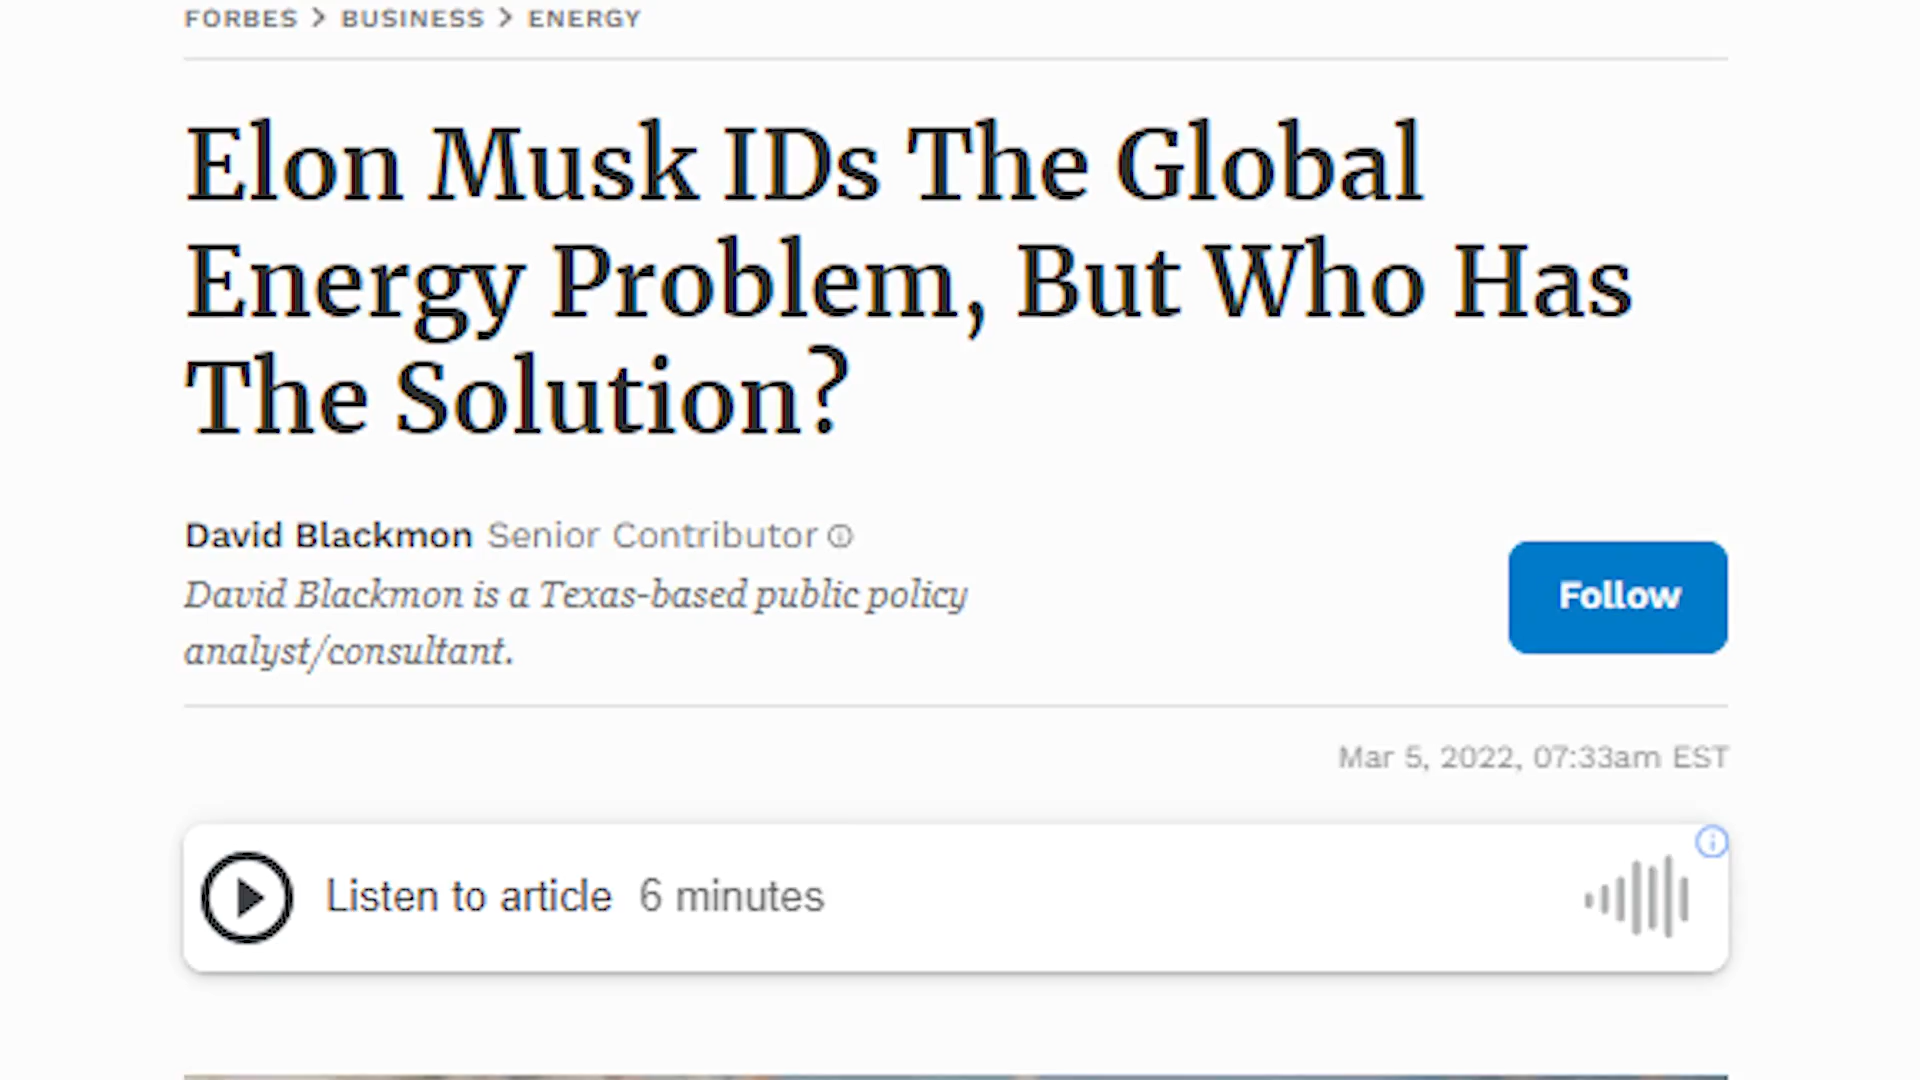 FORBES > BUSINESS > ENERGY
Elon Musk IDs The Global
Energy Problem, But Who Has
The Solution?
David Blackmon Senior Contributor
David Blackmon is a Texas-based public policy
analyst/consultant.
Follow
Mar 5, 2022, 07:33am EST
Listen to article 6 minutes